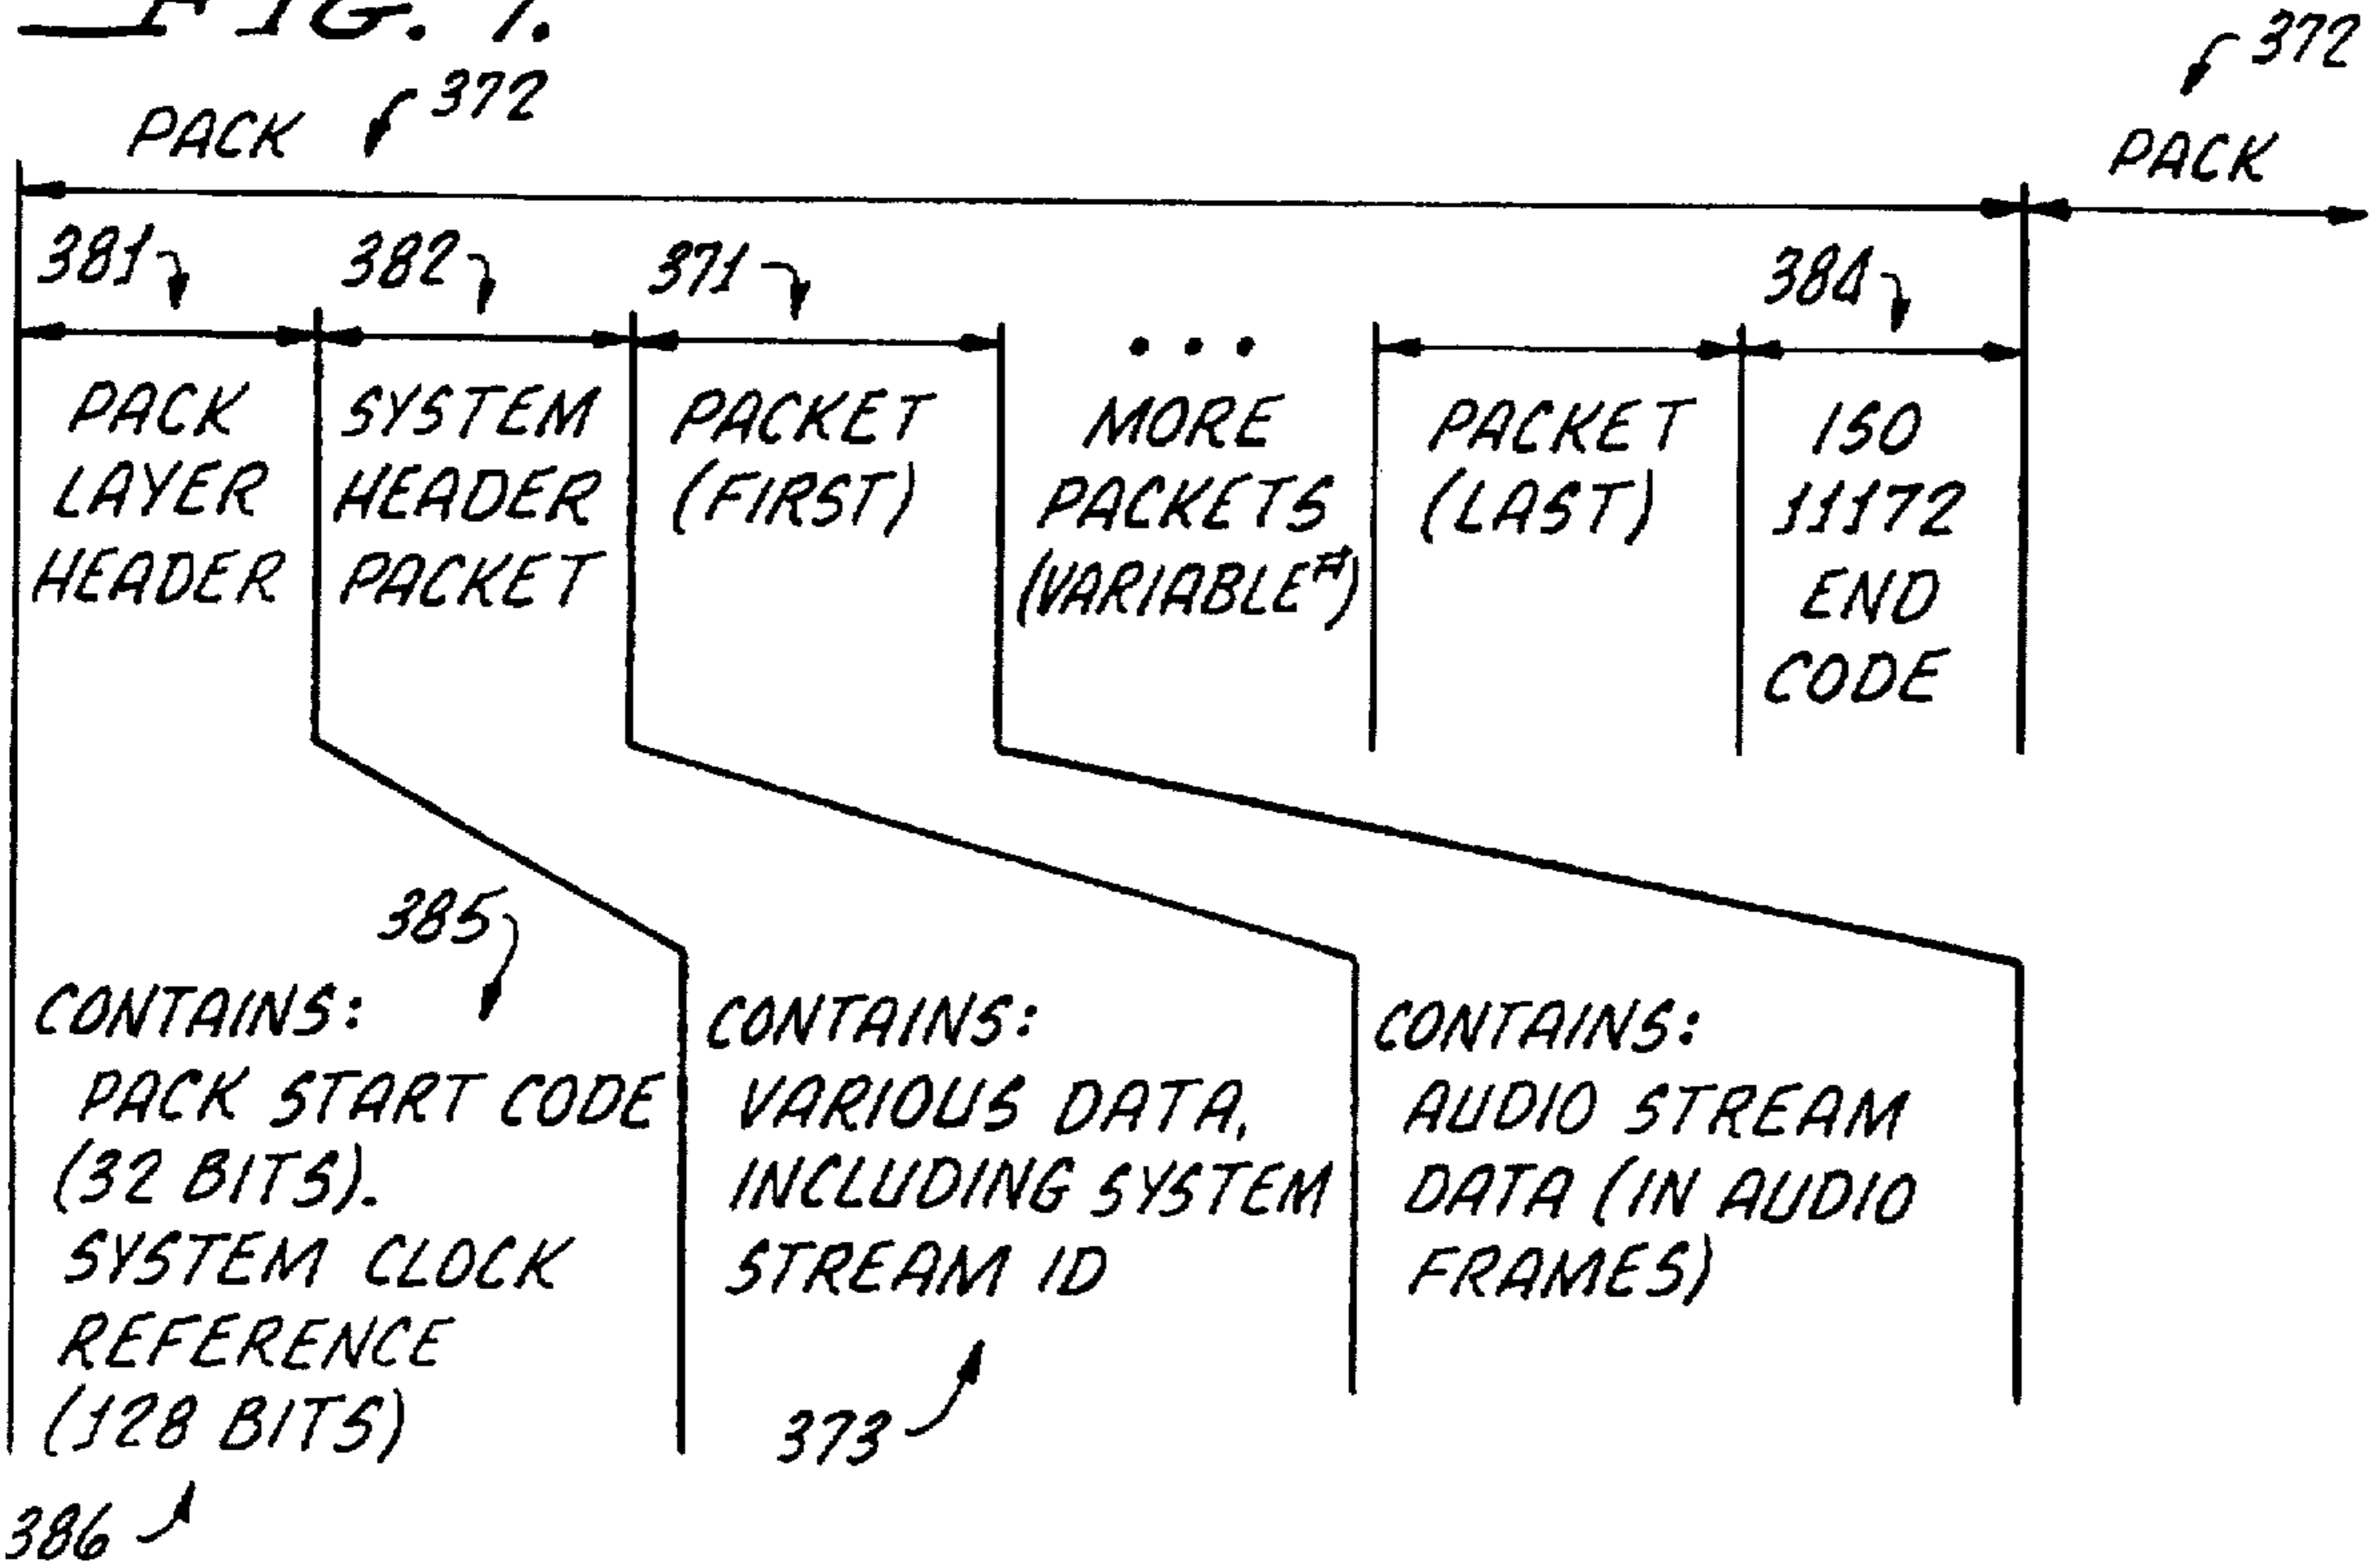 FIG. 7.
PACK 372
372
PACK
381
382
371
384
PACK
LAYER
HEADER
SYSTEM
HEADER
PACKET
PACKET
(FIRST)
• • •
MORE
PACKETS
(VARIABLE#)
PACKET
(LAST)
ISO
11172
END
CODE
385
CONTAINS:
PACK START CODE
(32 BITS).
SYSTEM CLOCK
REFERENCE
(128 BITS)
386
CONTAINS:
VARIOUS DATA,
INCLUDING SYSTEM
STREAM ID
373
CONTAINS:
AUDIO STREAM
DATA (IN AUDIO
FRAMES)